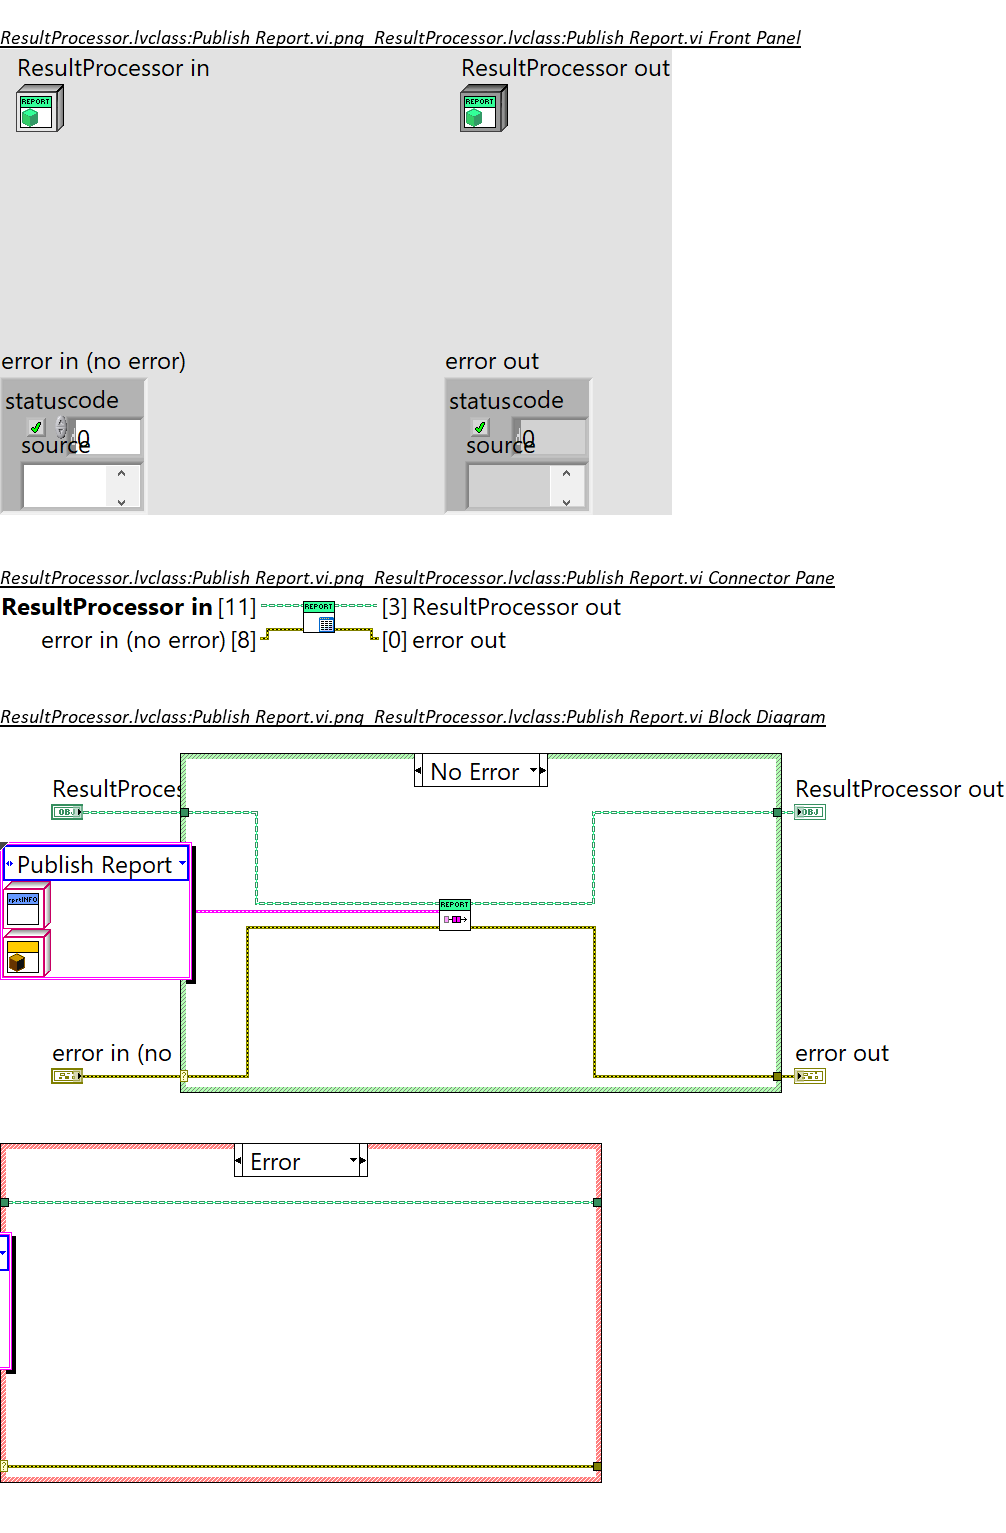 ResultProcessor.lvclass:Publish Report.vi.png ResultProcessor.lvclass:Publish Report.vi Front Panel
ResultProcessor in
ResultProcessor out
REPORT
REPORT
error in (no error)
error out
status code
status code
0
0
source
source
ResultProcessor.lvclass:Publish Report.vi.png ResultProcessor.lvclass:Publish Report.vi Connector Pane
ResultProcessor in [11]
REPORT
[3] ResultProcessor out
error in (no error) [8]
[0] error out
ResultProcessor.lvclass:Publish Report.vi.png ResultProcessor.lvclass:Publish Report.vi Block Diagram
No Error
ResultProces
ResultProcessor out
OBJ
OBJ
Publish Report
rprtINFO
REPORT
error in (no
error out
?
Error
?